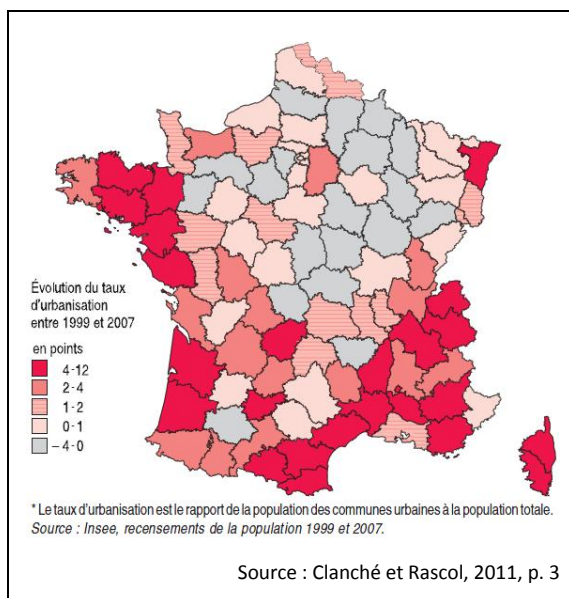 Évolution du taux
d'urbanisation
entre 1999 et 2007
en points
4-12
2-4
1-2
0-1
–4-0
* Le taux d'urbanisation est le rapport de la population des communes urbaines à la population totale.
Source : Insee, recensements de la population 1999 et 2007.
Source : Clanché et Rascol, 2011, p. 3